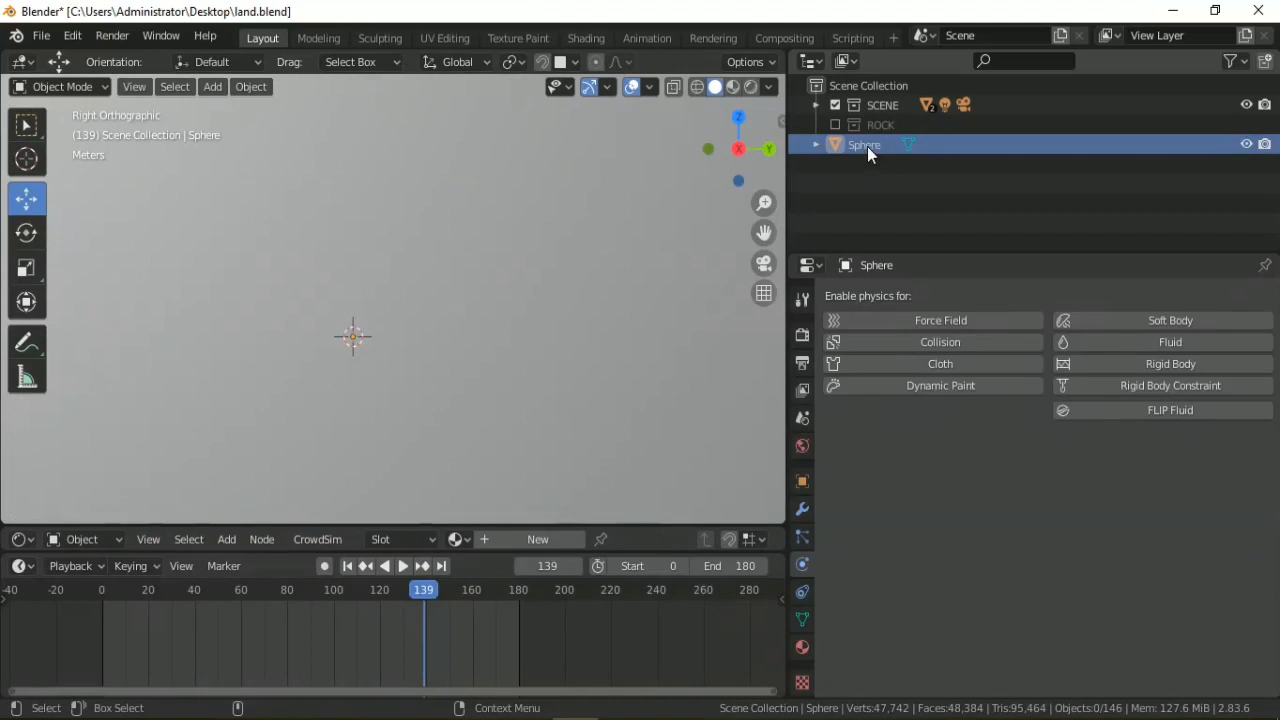 Blender* [C:\Users\Administrator\Desktop\land.blend]
File Edit Render Window Help Layout Modeling Sculpting UV Editing Texture Paint Shading Animation Rendering Compositing Scripting + Scene View Layer
Orientation: Default Drag: Select Box Global Options
Object Mode View Select Add Object
Right Orthographic
(139) Scene Collection | Sphere
Meters
Z
X
Y
Scene Collection
SCENE 2
ROCK
Sphere
Sphere
Enable physics for:
Force Field Soft Body
Collision Fluid
Cloth Rigid Body
Dynamic Paint Rigid Body Constraint
FLIP Fluid
Object View Select Add Node CrowdSim Slot New
Playback Keying View Marker 139 Start 0 End 180
-40 -20 0 20 40 60 80 100 120 139 160 180 200 220 240 260 280
Select Box Select Context Menu Scene Collection | Sphere | Verts:47,742 | Faces:48,384 | Tris:95,464 | Objects:0/146 | Mem: 127.6 MiB | 2.83.6